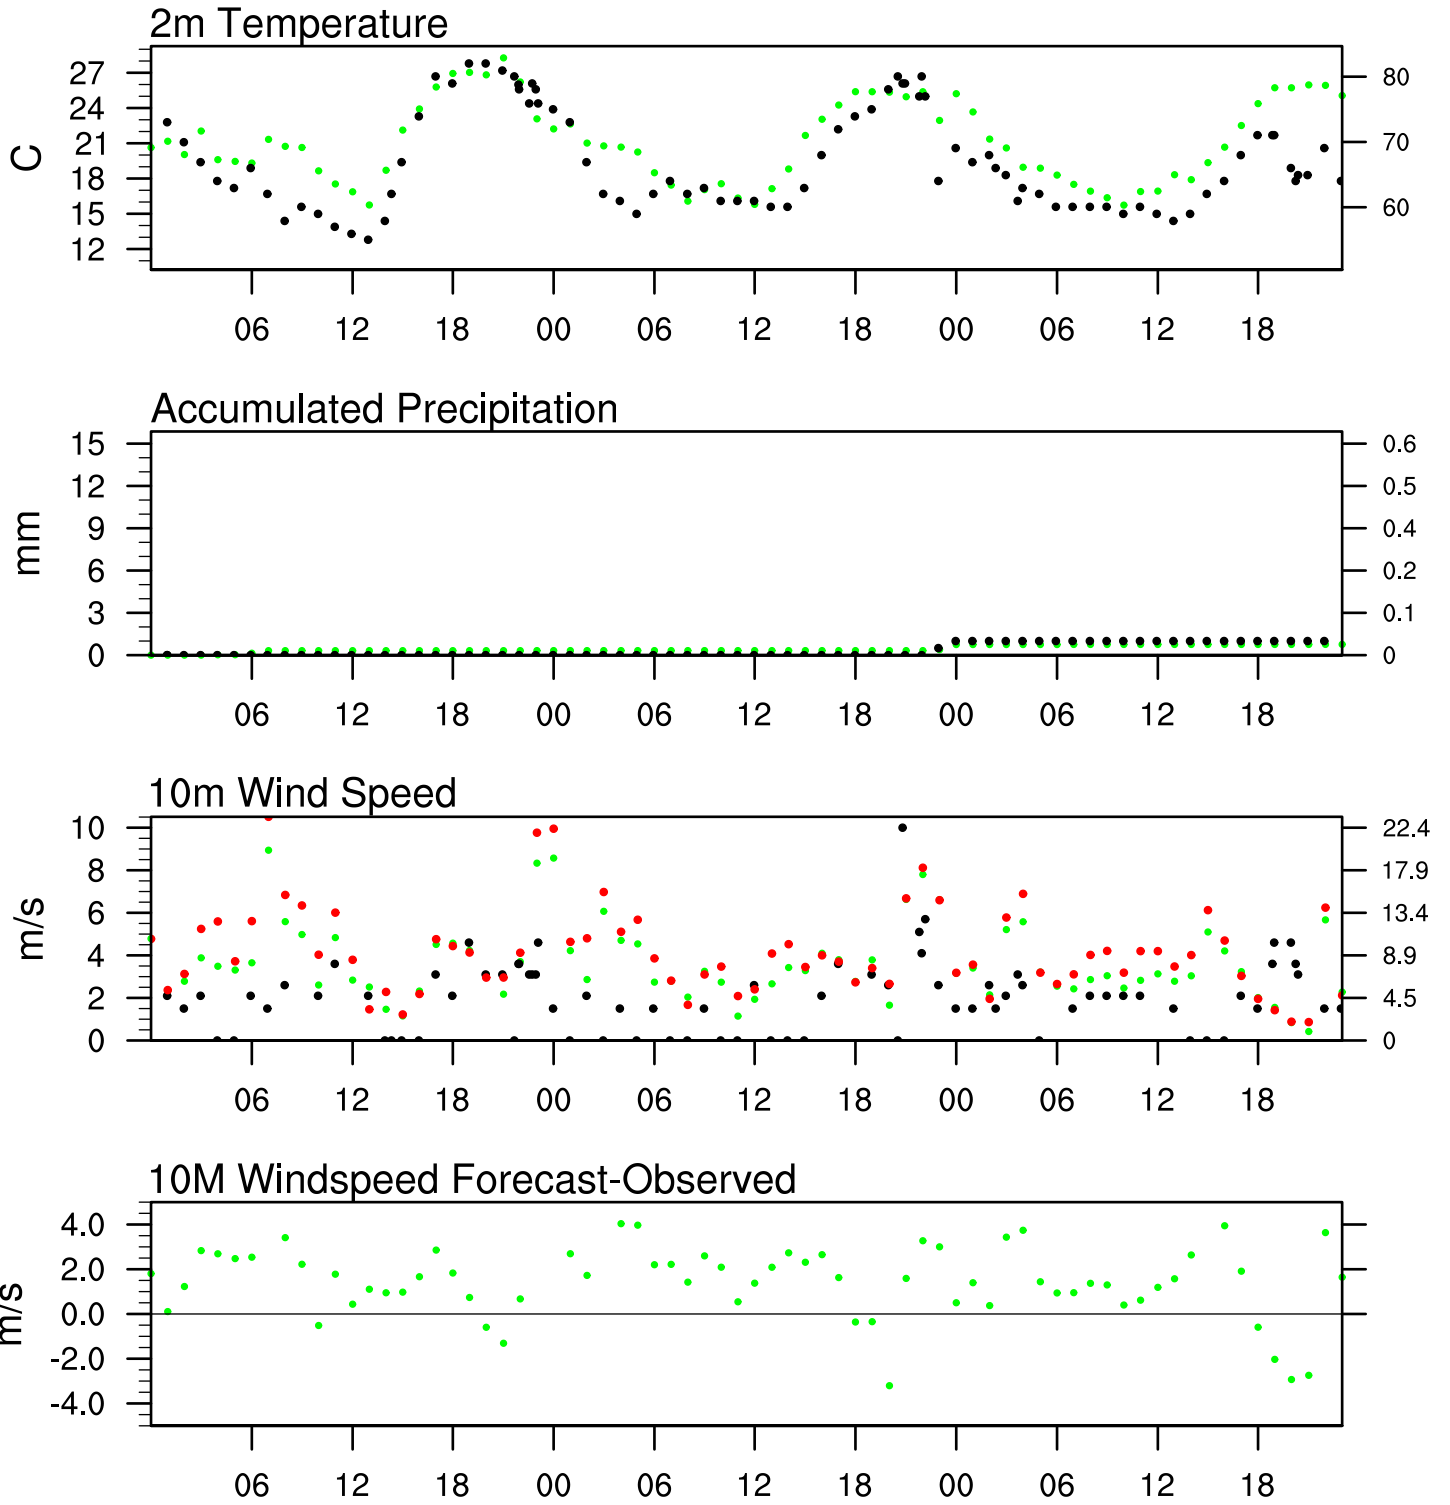 2m Temperature
27 80
24
21 70
18
15 60
12
C
06 12 18 00 06 12 18 00 06 12 18
Accumulated Precipitation
15 0.6
12 0.5
9 0.4
6 0.2
3 0.1
0 0
mm
06 12 18 00 06 12 18 00 06 12 18
10m Wind Speed
10 22.4
8 17.9
6 13.4
4 8.9
2 4.5
0 0
m/s
06 12 18 00 06 12 18 00 06 12 18
10M Windspeed Forecast-Observed
4.0
2.0
0.0
-2.0
-4.0
m/s
06 12 18 00 06 12 18 00 06 12 18